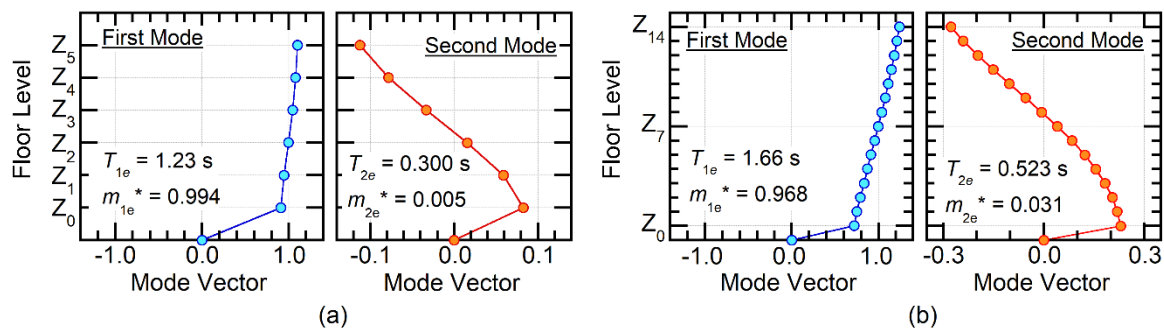 First Mode
Second Mode
Z5
Z4
Z3
Z2
Z1
Z0
Floor Level
T1e = 1.23 s
m1e* = 0.994
T2e = 0.300 s
m2e* = 0.005
-1.0 0.0 1.0
-0.1 0.0 0.1
Mode Vector
Mode Vector
(a)
First Mode
Second Mode
Z14
Z7
Z0
Floor Level
T1e = 1.66 s
m1e* = 0.968
T2e = 0.523 s
m2e* = 0.031
-1.0 0.0 1.0
-0.3 0.0 0.3
Mode Vector
Mode Vector
(b)